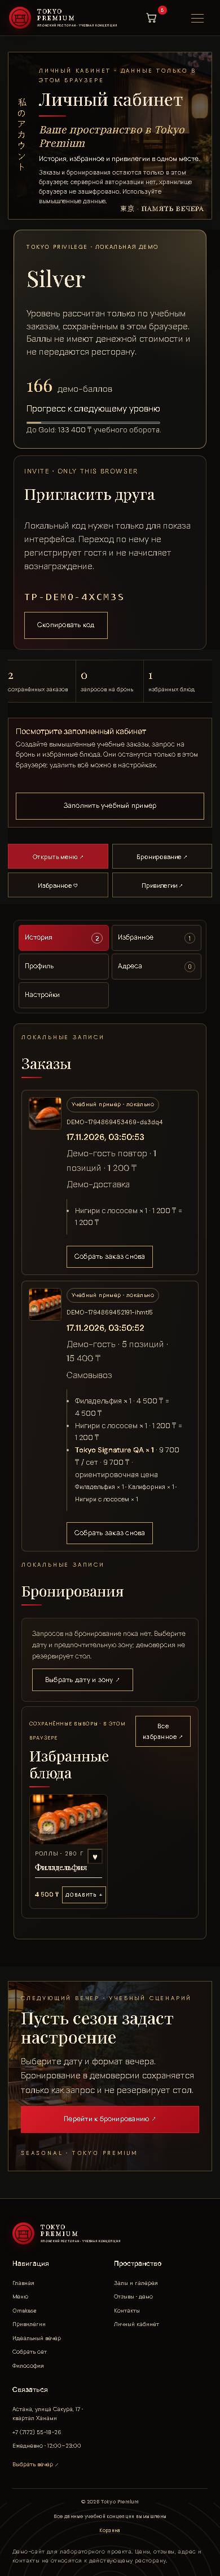 TOKYO
PREMIUM
6
ЛИЧНЫЙ КАБИНЕТ • ДАННЫЕ ТОЛЬКО В
ЭТОМ БРАУЗЕРЕ
私のアカウント
Личный кабинет
Ваше пространство в Tokyo
Premium
История, избранное и привилегии в одном месте.
Заказы и бронирования остаются только в этом
браузере; серверной авторизации нет, хранилище
браузера не зашифровано. Используйте
вымышленные данные.
東京 · ПАМЯТЬ ВЕЧЕРА
TOKYO PRIVILEGE · ЛОКАЛЬНАЯ ДЕМО
Silver
Уровень рассчитан только по учебным
заказам, сохранённым в этом браузере.
Баллы не имеют денежной стоимости и
не передаются ресторану.
166 демо-баллов
Прогресс к следующему уровню
До Gold: 133 400 ₸ учебного оборота.
INVITE · ONLY THIS BROWSER
Пригласить друга
Локальный код нужен только для показа
интерфейса. Переход по нему не
регистрирует гостя и не начисляет
вознаграждение.
TP-DEMO-4XCM3S
Скопировать код
2
сохранённых заказов
0
запросов на бронь
1
избранных блюд
Посмотрите заполненный кабинет
Создайте вымышленные учебные заказы, запрос на
бронь и избранные блюда. Они останутся только в этом
браузере; удалить всё можно в настройках.
Заполнить учебный пример
Открыть меню ↗
Бронирование ↗
Избранное ♡
Привилегии ↗
История 2
Избранное 1
Профиль
Адреса 0
Настройки
ЛОКАЛЬНЫЕ ЗАПИСИ
Заказы
Учебный пример · локально
17.11.2026, 03:50:53
Демо-гость повтор · 1
позиций · 1 200 ₸
Демо-доставка
• Нигири с лососем × 1 · 1 200 ₸ =
1 200 ₸
Собрать заказ снова
Учебный пример · локально
17.11.2026, 03:50:52
Демо-гость · 5 позиций ·
15 400 ₸
Самовывоз
• Филадельфия × 1 · 4 500 ₸ =
4 500 ₸
• Нигири с лососем × 1 · 1 200 ₸ =
1 200 ₸
• Tokyo Signature QA × 1 · 9 700
₸ / сет · 9 700 ₸ ·
ориентировочная цена
Филадельфия × 1 · Калифорния × 1 ·
Нигири с лососем × 1
Собрать заказ снова
ЛОКАЛЬНЫЕ ЗАПИСИ
Бронирования
Запросов на бронирование пока нет. Выберите
дату и предпочтительную зону; демоверсия не
резервирует стол.
Выбрать дату и зону ↗
СОХРАНЁННЫЕ ВЫБОРЫ · В ЭТОМ
БРАУЗЕРЕ
Все
избранное ↗
Избранные
блюда
РОЛЛЫ · 280 Г
♥
Филадельфия
4 500 ₸
ДОБАВИТЬ +
СЛЕДУЮЩИЙ ВЕЧЕР · УЧЕБНЫЙ СЦЕНАРИЙ
Пусть сезон задаст
настроение
Выберите дату и формат вечера.
Бронирование в демоверсии сохраняется
только как запрос и не резервирует стол.
Перейти к бронированию ↗
SEASONAL · TOKYO PREMIUM
TOKYO
PREMIUM
Навигация
Главная
Меню
Omakase
Привилегии
Идеальный вечер
Собрать сет
Философия
Пространство
Залы и галерея
Отзывы · демо
Контакты
Личный кабинет
Связаться
Астана, улица Сакура, 17 ·
квартал Ханами
+7 (7172) 55-18-26
Ежедневно · 12:00–23:00
Выбрать вечер ↗
© 2026 Tokyo Premium
Все данные учебной концепции вымышлены
Корзина
Демо-сайт для лабораторного проекта. Цены, отзывы, адрес и
контакты не относятся к действующему ресторану.